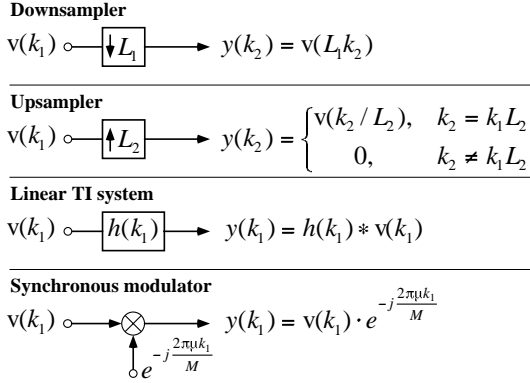 Downsampler
v(k₁) ↓L₁ y(k₂) = v(L₁k₂)
Upsampler
v(k₁) ↑L₂ y(k₂) = { v(k₂ / L₂), k₂ = k₁L₂
0, k₂ ≠ k₁L₂
Linear TI system
v(k₁) h(k₁) y(k₁) = h(k₁) * v(k₁)
Synchronous modulator
v(k₁) y(k₁) = v(k₁) · e^(-j 2πμk₁/M)
e^(-j 2πμk₁/M)